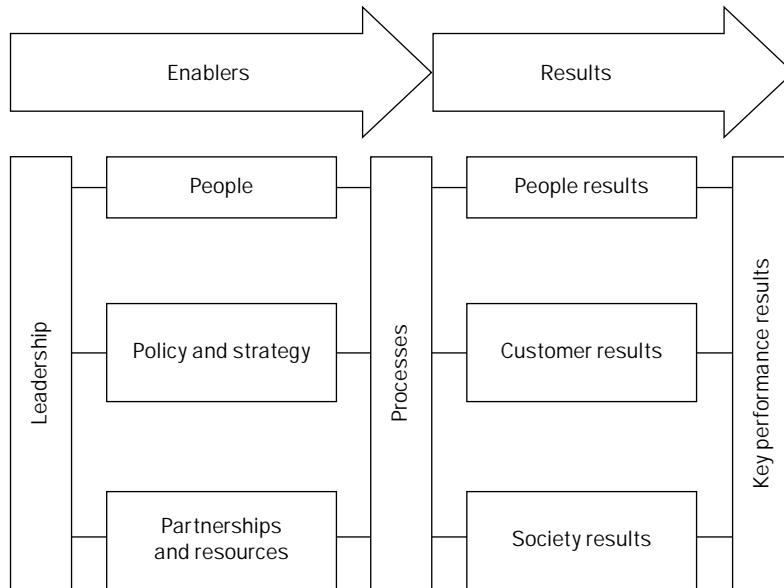 Enablers
Results
Leadership
People
Policy and strategy
Partnerships
and resources
Processes
People results
Customer results
Society results
Key performance results